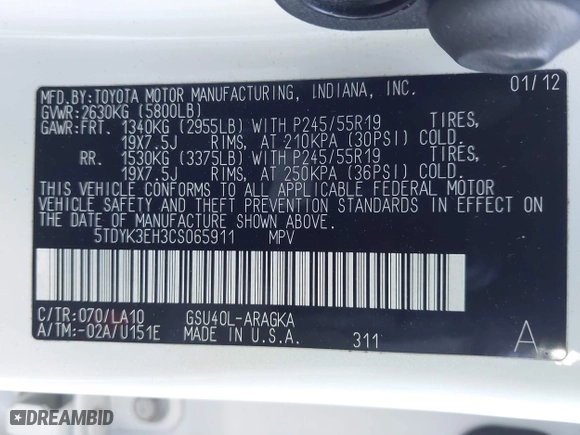 MFD.BY:TOYOTA MOTOR MANUFACTURING, INDIANA, INC. 01/12
GVWR:2630KG (5800LB)
GAWR:FRT. 1340KG (2955LB) WITH P245/55R19 TIRES,
19X7.5J RIMS, AT 210KPA (30PSI) COLD.
RR. 1530KG (3375LB) WITH P245/55R19 TIRES,
19X7.5J RIMS, AT 250KPA (36PSI) COLD.
THIS VEHICLE CONFORMS TO ALL APPLICABLE FEDERAL MOTOR
VEHICLE SAFETY AND THEFT PREVENTION STANDARDS IN EFFECT ON
THE DATE OF MANUFACTURE SHOWN ABOVE.
5TDYK3EH3CS065911 MPV
C/TR:070/LA10 GSU40L-ARAGKA
A/TM:-02A/U151E MADE IN U.S.A. 311 A
DREAMBID